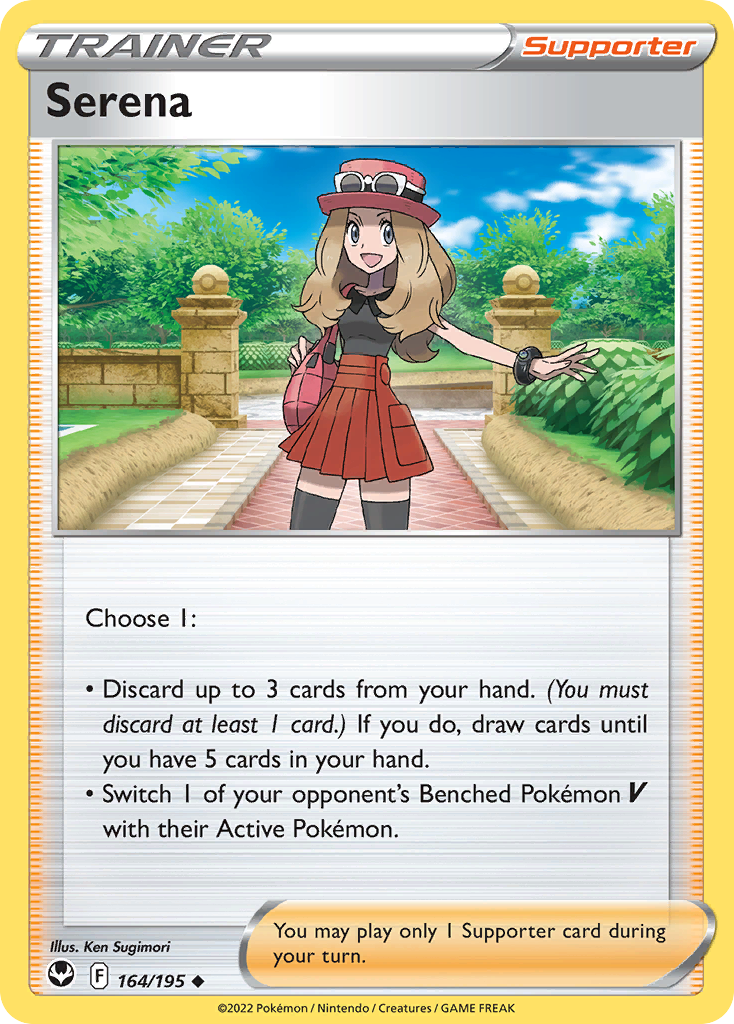 TRAINER
Supporter
Serena
Choose 1:
• Discard up to 3 cards from your hand. (You must
discard at least 1 card.) If you do, draw cards until
you have 5 cards in your hand.
• Switch 1 of your opponent's Benched Pokémon V
with their Active Pokémon.
You may play only 1 Supporter card during
your turn.
Illus. Ken Sugimori
F 164/195
©2022 Pokémon / Nintendo / Creatures / GAME FREAK